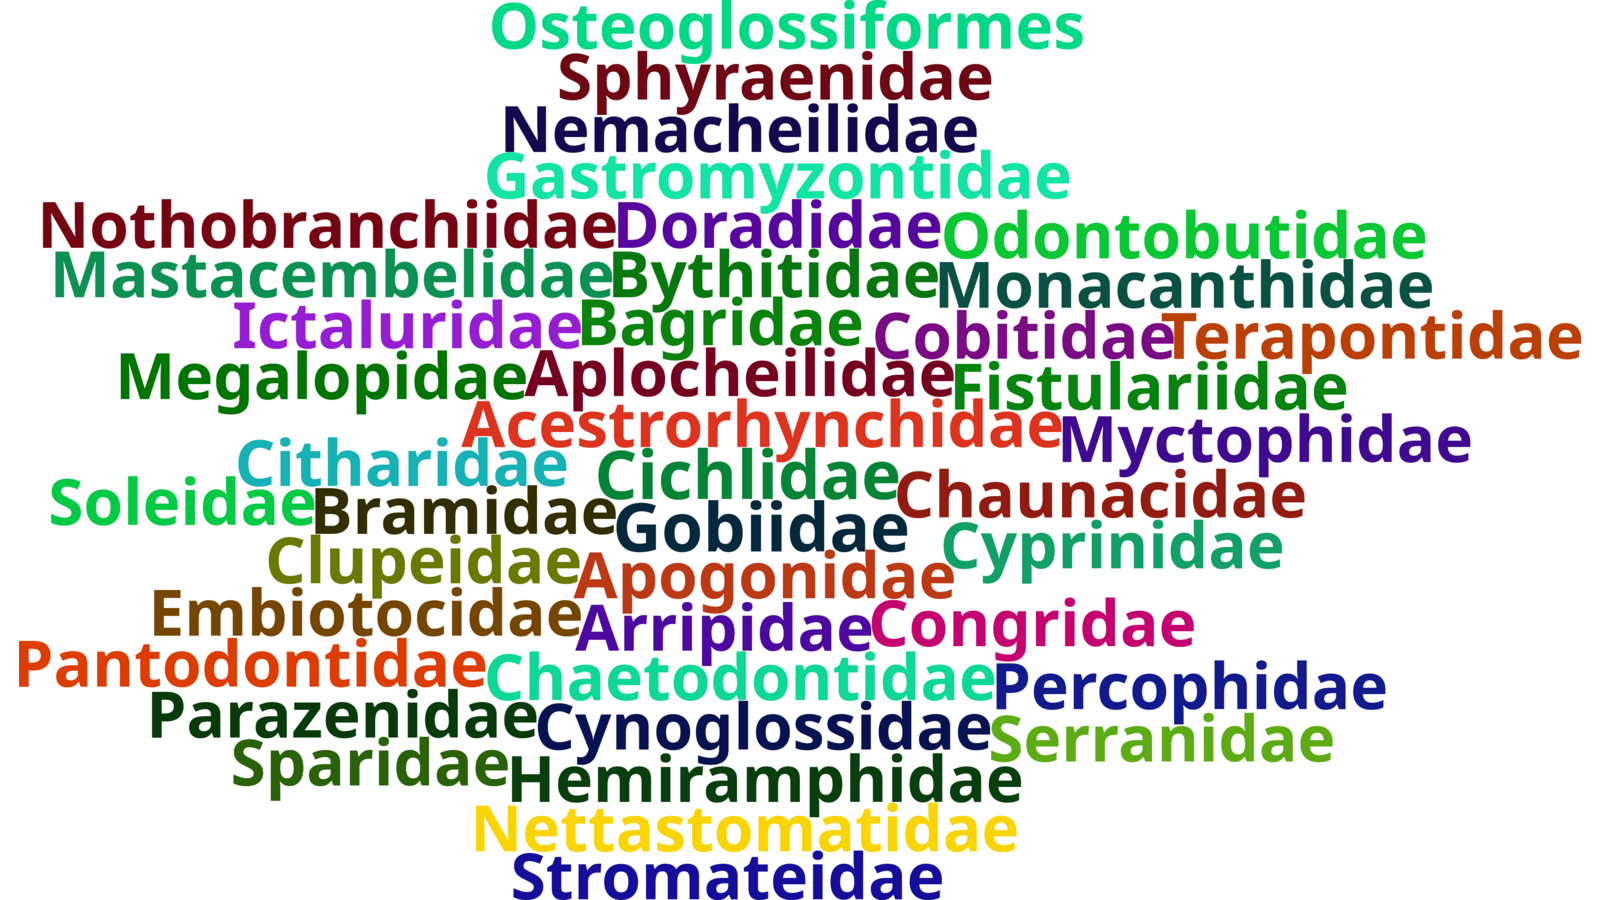 Osteoglossiformes
Sphyraenidae
Nemacheilidae
Gastromyzontidae
Nothobranchiidae Doradidae Odontobutidae
Mastacembelidae Bythitidae Monacanthidae
Ictaluridae Bagridae Cobitidae Terapontidae
Megalopidae Aplocheilidae Fistulariidae
Acestrorhynchidae Myctophidae
Citharidae Cichlidae Chaunacidae
Soleidae Bramidae Gobiidae Cyprinidae
Clupeidae Apogonidae
Embiotocidae Arripidae Congridae
Pantodontidae Chaetodontidae Percophidae
Parazenidae Cynoglossidae Serranidae
Sparidae Hemiramphidae
Nettastomatidae
Stromateidae